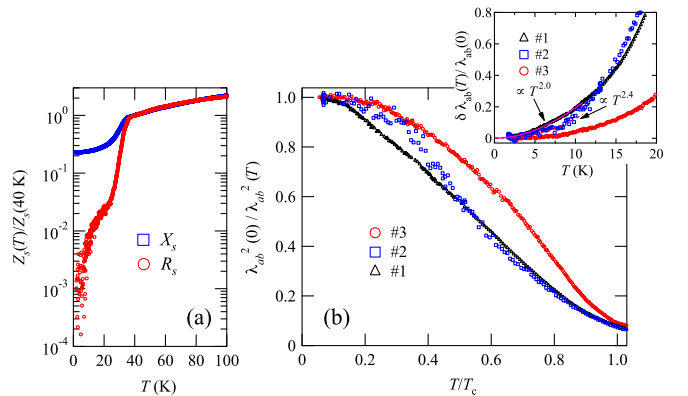 Z_s(T)/Z_s(40 K)
10^0
10^-1
10^-2
10^-3
10^-4
X_s
R_s
(a)
0 20 40 60 80 100
T (K)
λ_ab^2 (0) / λ_ab^2 (T)
1.0
0.8
0.6
0.4
0.2
0
#3
#2
#1
(b)
0 0.2 0.4 0.6 0.8 1.0
T/T_c
δ λ_ab(T)/ λ_ab(0)
0.8
0.6
0.4
0.2
0
#1
#2
#3
∝ T^2.0
∝ T^2.4
0 5 10 15 20
T (K)